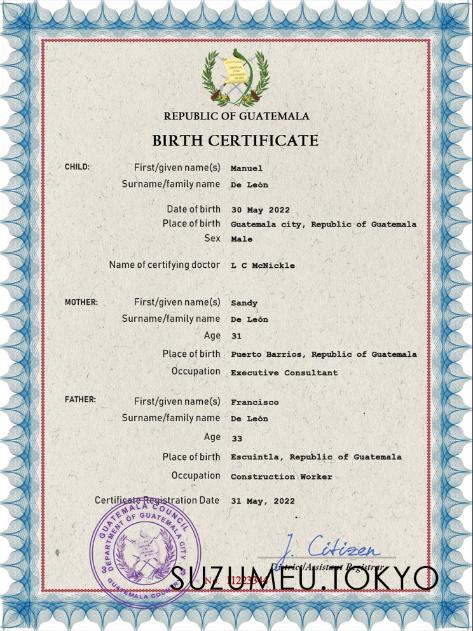 REPUBLIC OF GUATEMALA
BIRTH CERTIFICATE
CHILD: First/given name(s) Manuel
Surname/family name De León
Date of birth 30 May 2022
Place of birth Guatemala city, Republic of Guatemala
Sex Male
Name of certifying doctor L C McNickle
MOTHER: First/given name(s) Sandy
Surname/family name De León
Age 31
Place of birth Puerto Barrios, Republic of Guatemala
Occupation Executive Consultant
FATHER: First/given name(s) Francisco
Surname/family name De León
Age 33
Place of birth Escuintla, Republic of Guatemala
Occupation Construction Worker
Certificate Registration Date 31 May, 2022
GUATEMALA COUNCIL
DEPARTMENT OF GUATEMALA CITY
GUATEMALA COUNCIL
J. Citizen
District/Assistant Registrar
SUZUMEU.TOKYO